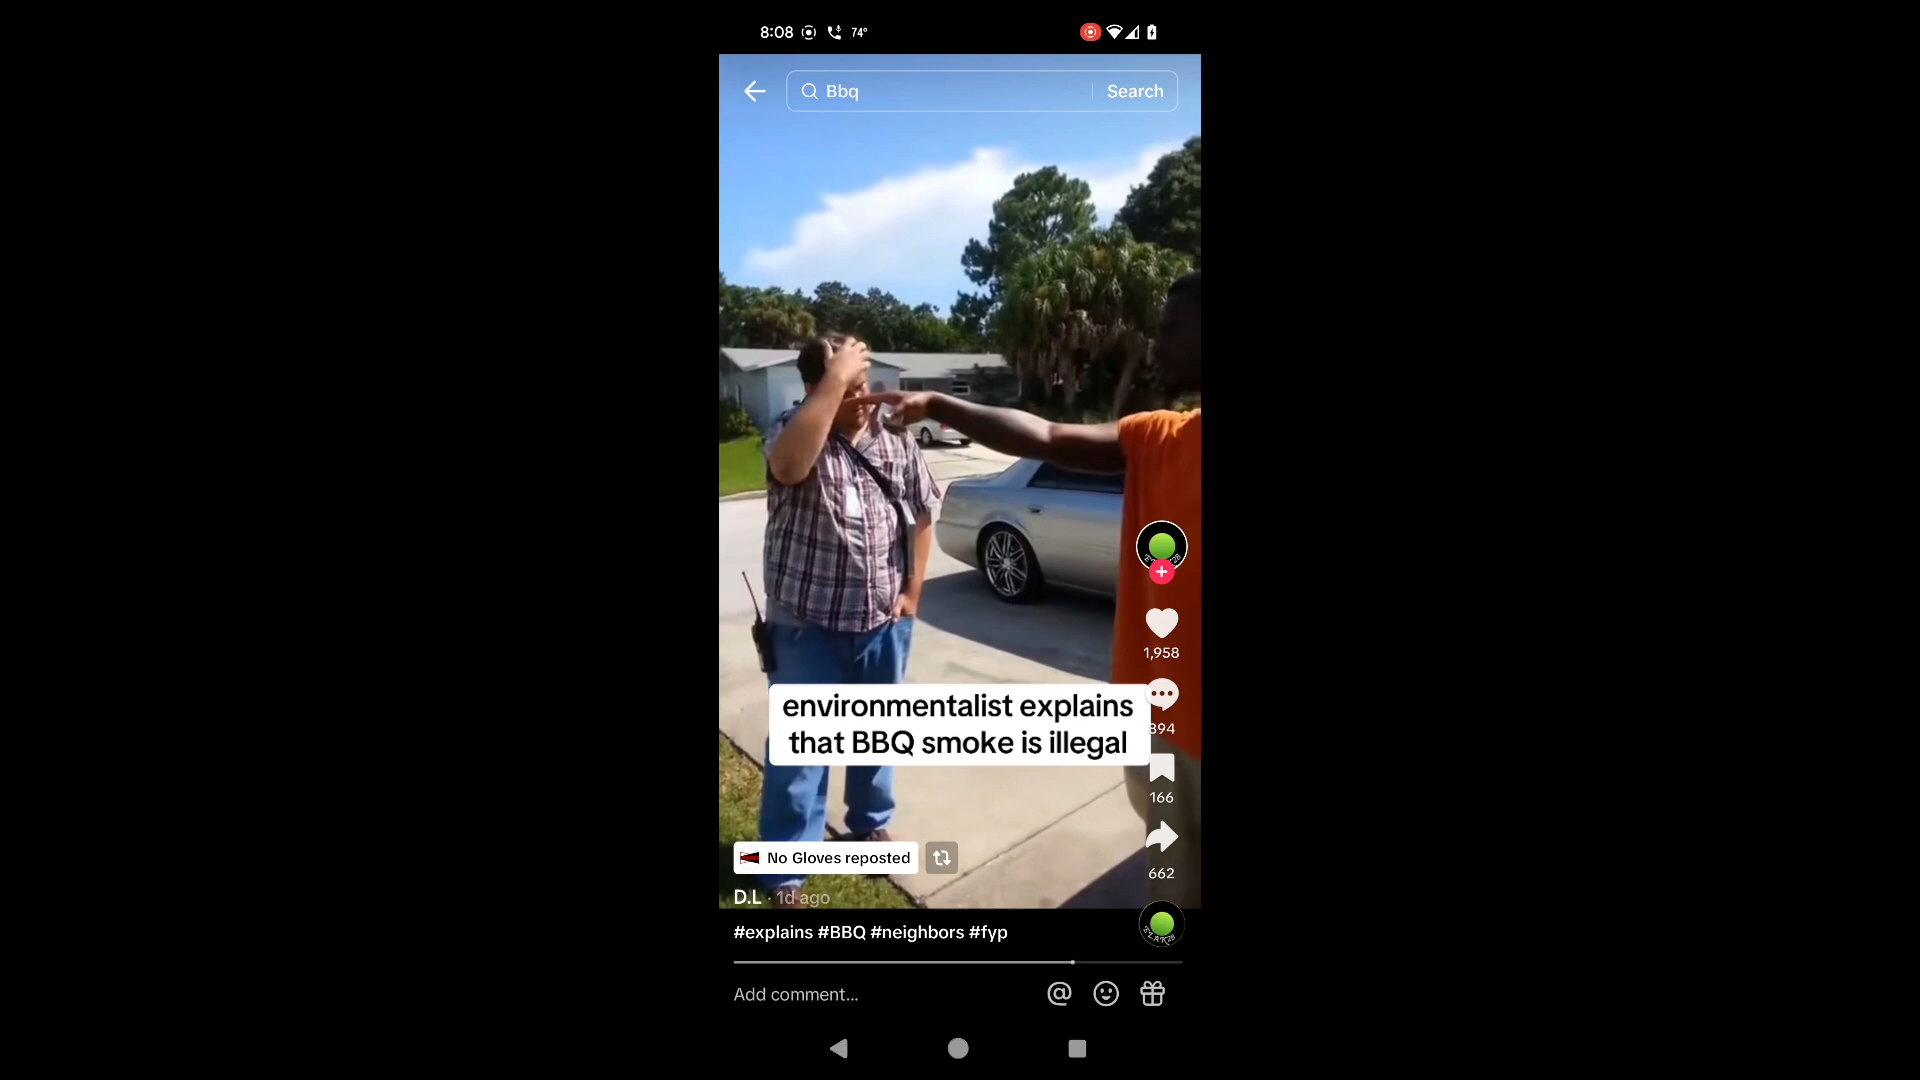 8:08 74°
Bbq Search
1,958
environmentalist explains
that BBQ smoke is illegal
894
166
No Gloves reposted
662
D.L · 1d ago
#explains #BBQ #neighbors #fyp
Add comment...